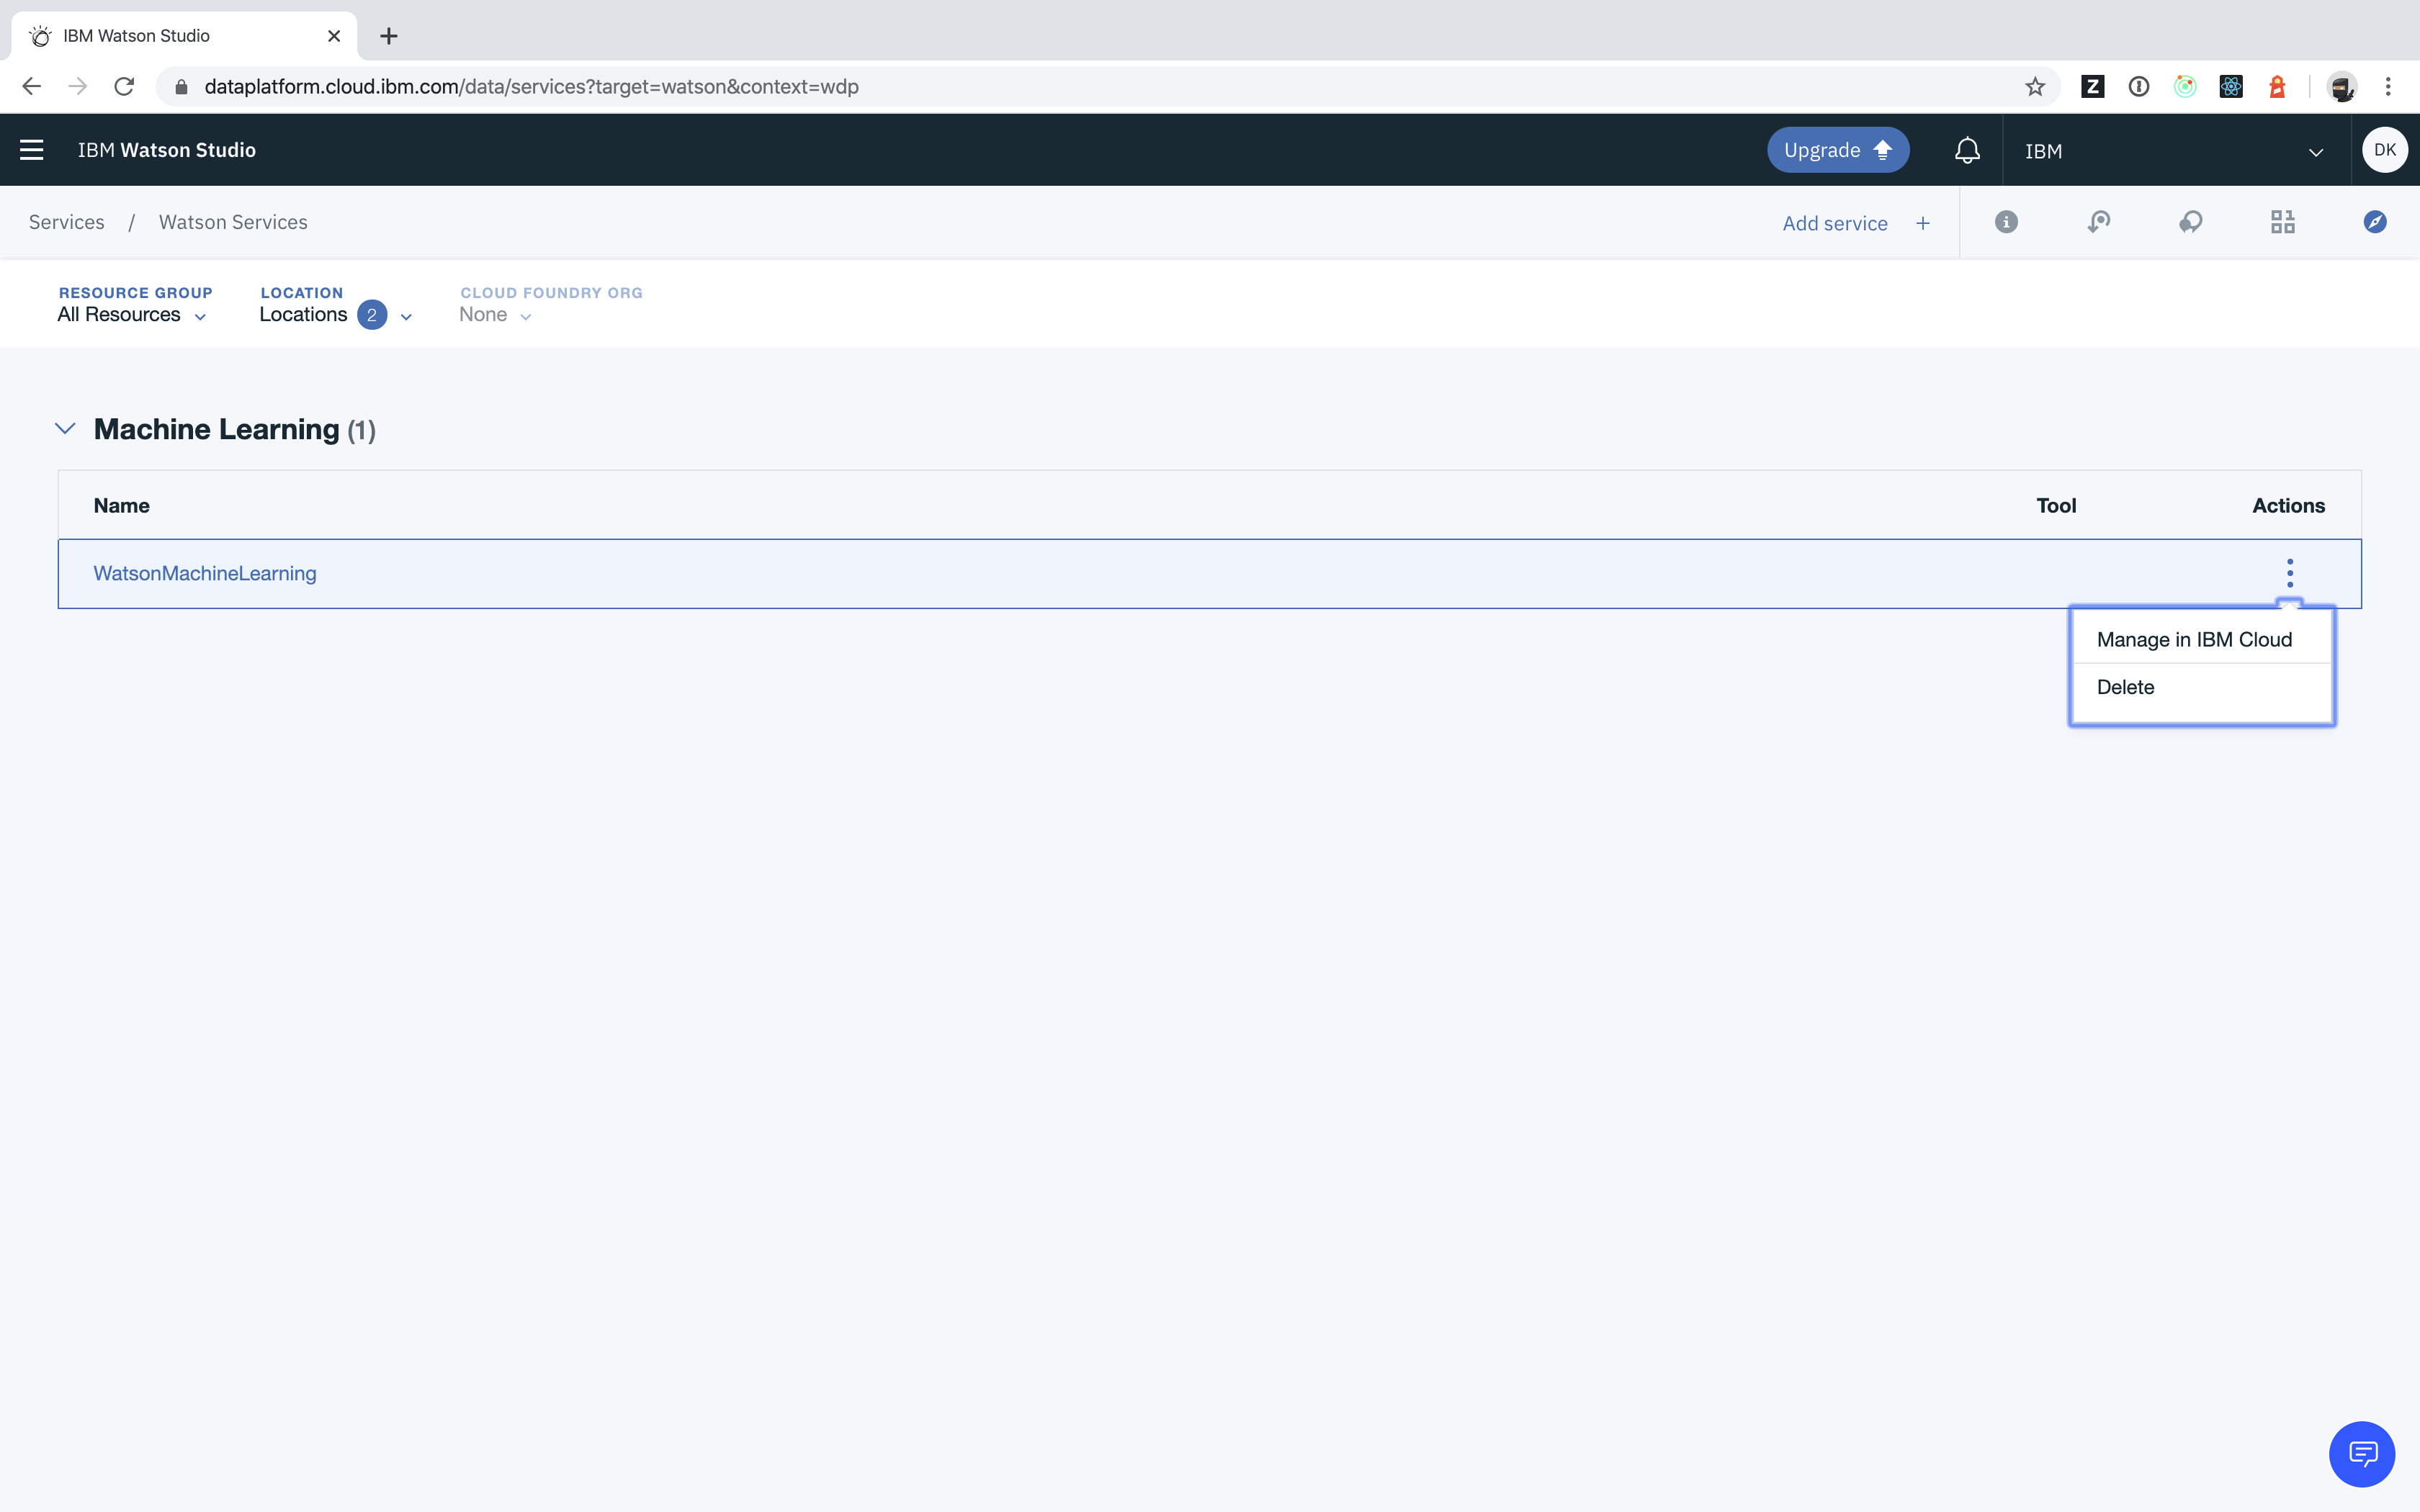 IBM Watson Studio
dataplatform.cloud.ibm.com/data/services?target=watson&context=wdp
IBM Watson Studio
Upgrade
IBM
DK
Services / Watson Services
Add service +
RESOURCE GROUP
All Resources
LOCATION
Locations 2
CLOUD FOUNDRY ORG
None
Machine Learning (1)
Name Tool Actions
WatsonMachineLearning
Manage in IBM Cloud
Delete